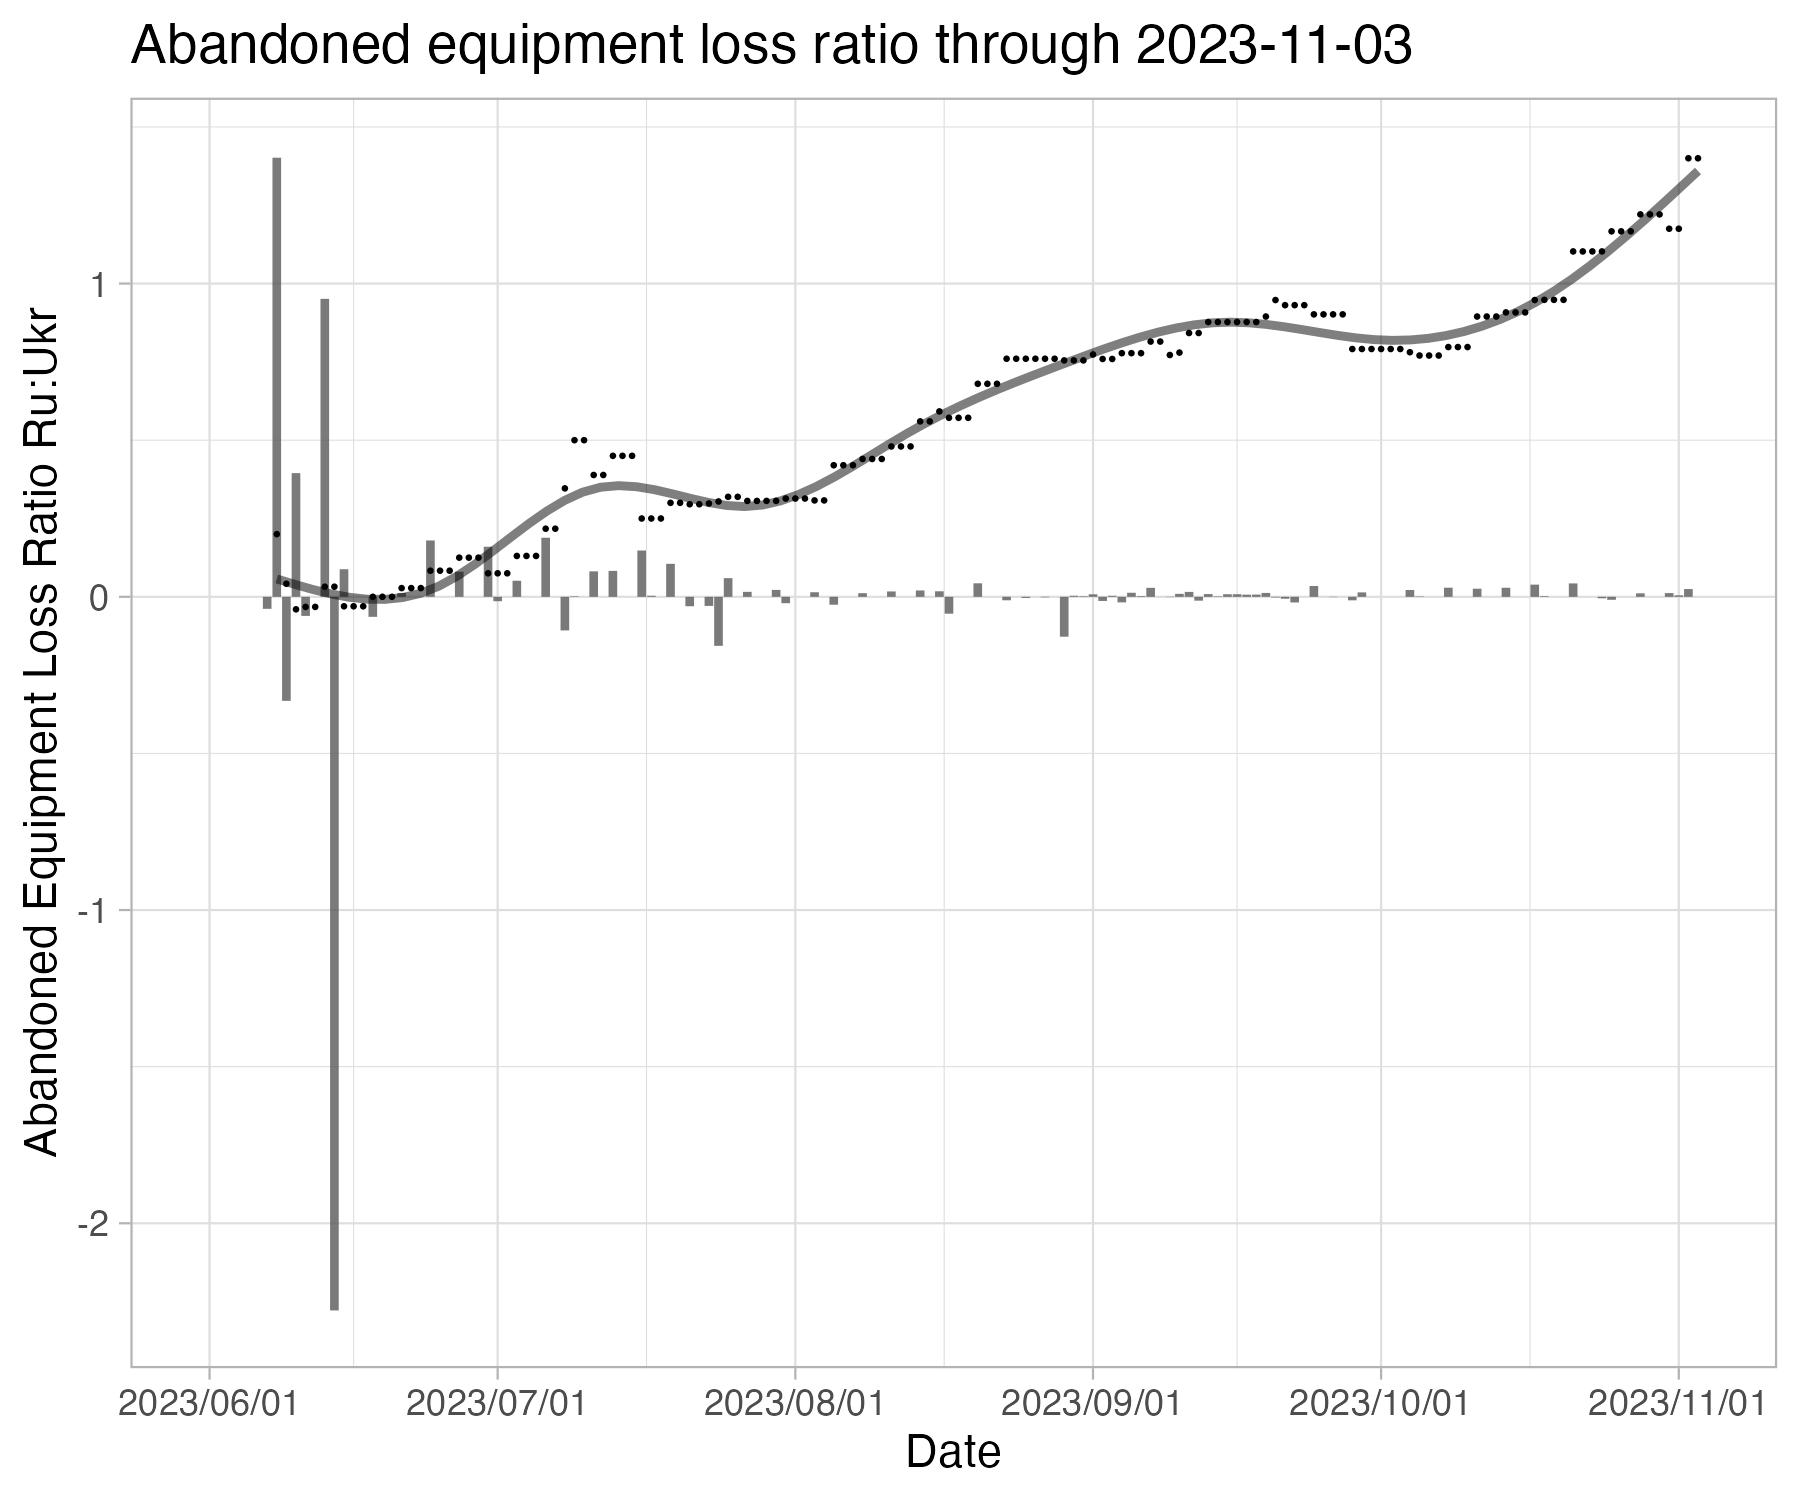 Abandoned equipment loss ratio through 2023-11-03
Abandoned Equipment Loss Ratio Ru:Ukr
1
0
-1
-2
2023/06/01 2023/07/01 2023/08/01 2023/09/01 2023/10/01 2023/11/01
Date